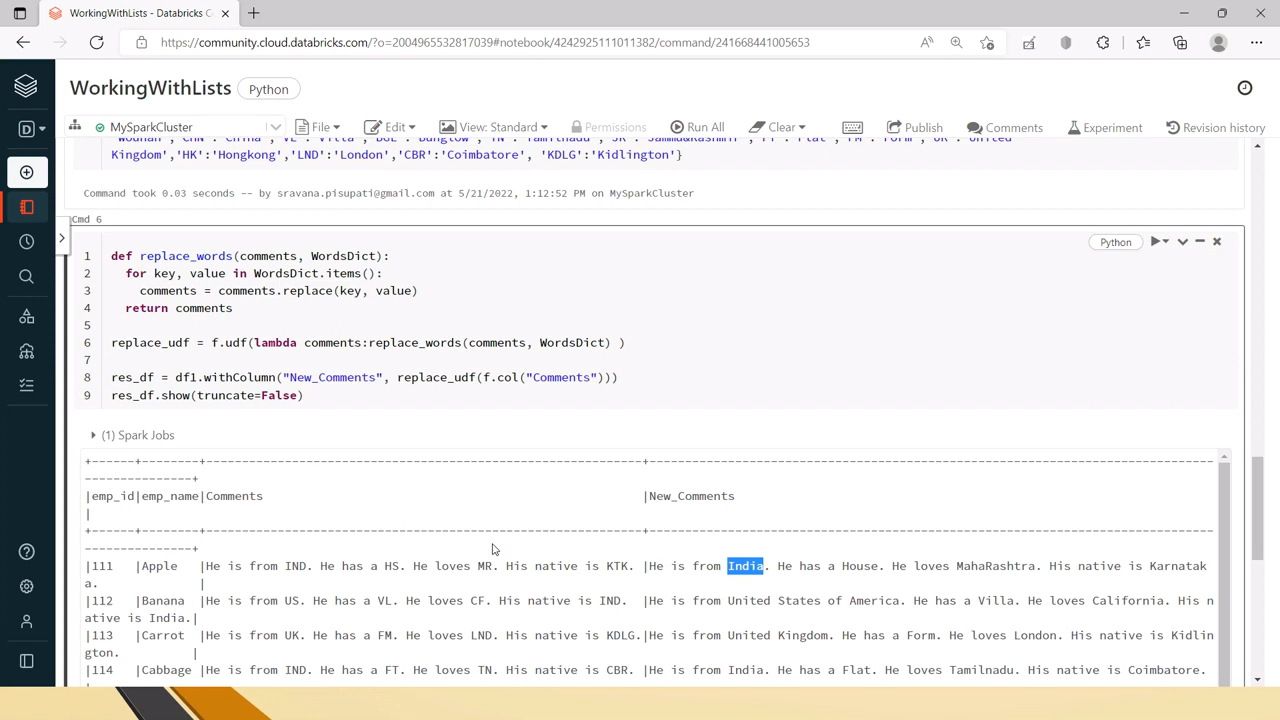 WorkingWithLists - Databricks C
https://community.cloud.databricks.com/?o=2004965532817039#notebook/4242925111011382/command/241668441005653
WorkingWithLists Python
D MySparkCluster File Edit View: Standard Permissions Run All Clear Publish Comments Experiment Revision history
Kingdom','HK':'Hongkong','LND':'London','CBR':'Coimbatore', 'KDLG':'Kidlington'}
Command took 0.03 seconds -- by sravana.pisupati@gmail.com at 5/21/2022, 1:12:52 PM on MySparkCluster
Cmd 6
Python
1 def replace_words(comments, WordsDict):
2 for key, value in WordsDict.items():
3 comments = comments.replace(key, value)
4 return comments
5
6 replace_udf = f.udf(lambda comments:replace_words(comments, WordsDict) )
7
8 res_df = df1.withColumn("New_Comments", replace_udf(f.col("Comments")))
9 res_df.show(truncate=False)
(1) Spark Jobs
|emp_id|emp_name|Comments |New_Comments
|
|111 |Apple |He is from IND. He has a HS. He loves MR. His native is KTK. |He is from India. He has a House. He loves MahaRashtra. His native is Karnatak
a. |
|112 |Banana |He is from US. He has a VL. He loves CF. His native is IND. |He is from United States of America. He has a Villa. He loves California. His n
ative is India.|
|113 |Carrot |He is from UK. He has a FM. He loves LND. His native is KDLG.|He is from United Kingdom. He has a Form. He loves London. His native is Kidlin
gton. |
|114 |Cabbage |He is from IND. He has a FT. He loves TN. His native is CBR. |He is from India. He has a Flat. He loves Tamilnadu. His native is Coimbatore.